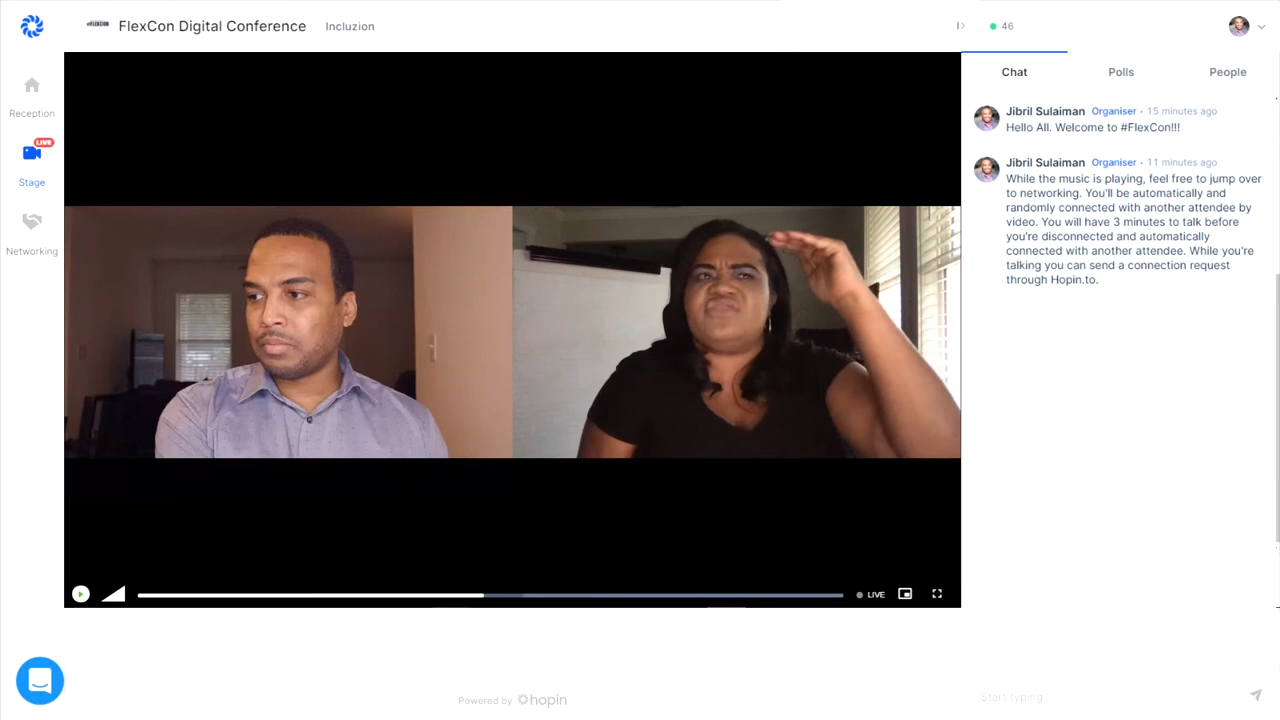 #FLEXCON
FlexCon Digital Conference
Incluzion
46
Reception
LIVE
Stage
Networking
Chat
Polls
People
Jibril Sulaiman Organiser • 15 minutes ago
Hello All. Welcome to #FlexCon!!!
Jibril Sulaiman Organiser • 11 minutes ago
While the music is playing, feel free to jump over
to networking. You'll be automatically and
randomly connected with another attendee by
video. You will have 3 minutes to talk before
you're disconnected and automatically
connected with another attendee. While you're
talking you can send a connection request
through Hopin.to.
LIVE
Powered by hopin
Start typing...